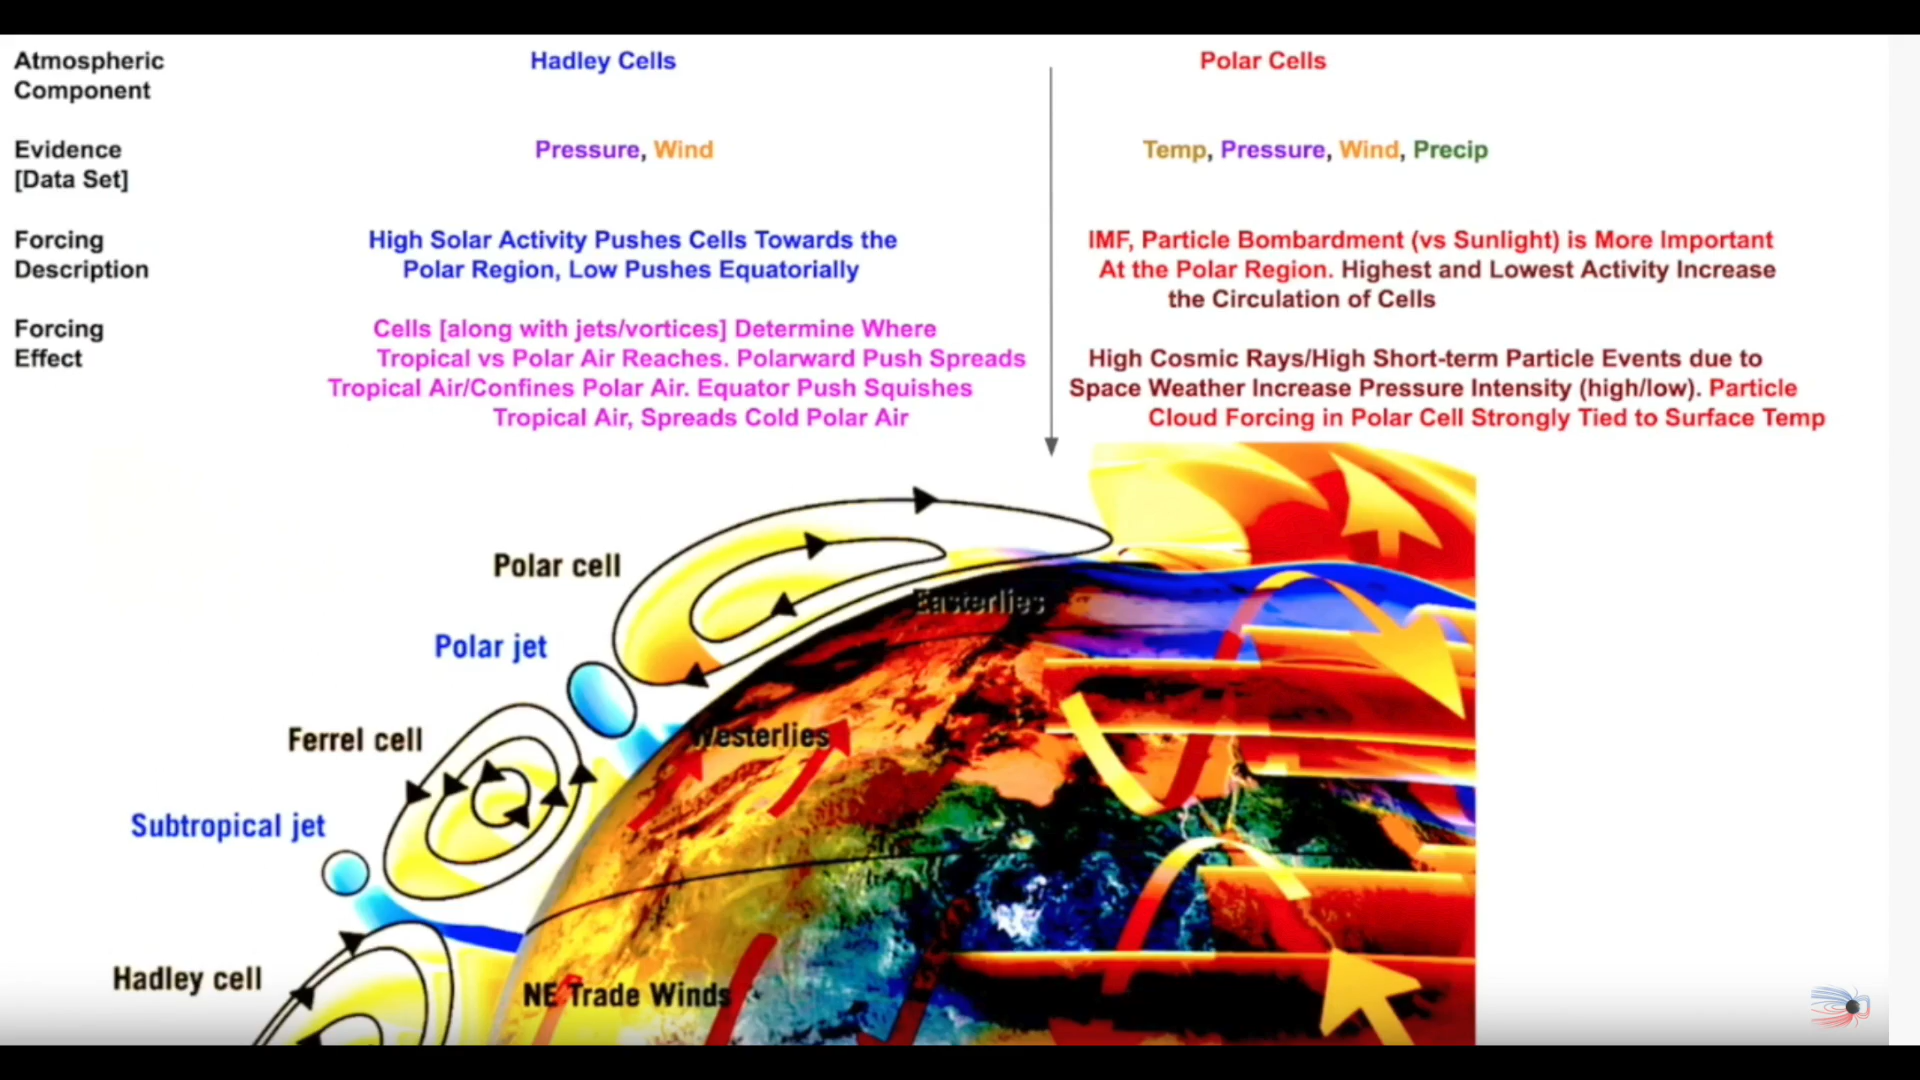 Atmospheric
Component
Hadley Cells
Polar Cells
Evidence
[Data Set]
Pressure, Wind
Temp, Pressure, Wind, Precip
Forcing
Description
High Solar Activity Pushes Cells Towards the
Polar Region, Low Pushes Equatorially
IMF, Particle Bombardment (vs Sunlight) is More Important
At the Polar Region. Highest and Lowest Activity Increase
the Circulation of Cells
Forcing
Effect
Cells [along with jets/vortices] Determine Where
Tropical vs Polar Air Reaches. Polarward Push Spreads
Tropical Air/Confines Polar Air. Equator Push Squishes
Tropical Air, Spreads Cold Polar Air
High Cosmic Rays/High Short-term Particle Events due to
Space Weather Increase Pressure Intensity (high/low). Particle
Cloud Forcing in Polar Cell Strongly Tied to Surface Temp
Polar cell
Easterlies
Polar jet
Ferrel cell
Westerlies
Subtropical jet
Hadley cell
NE Trade Winds